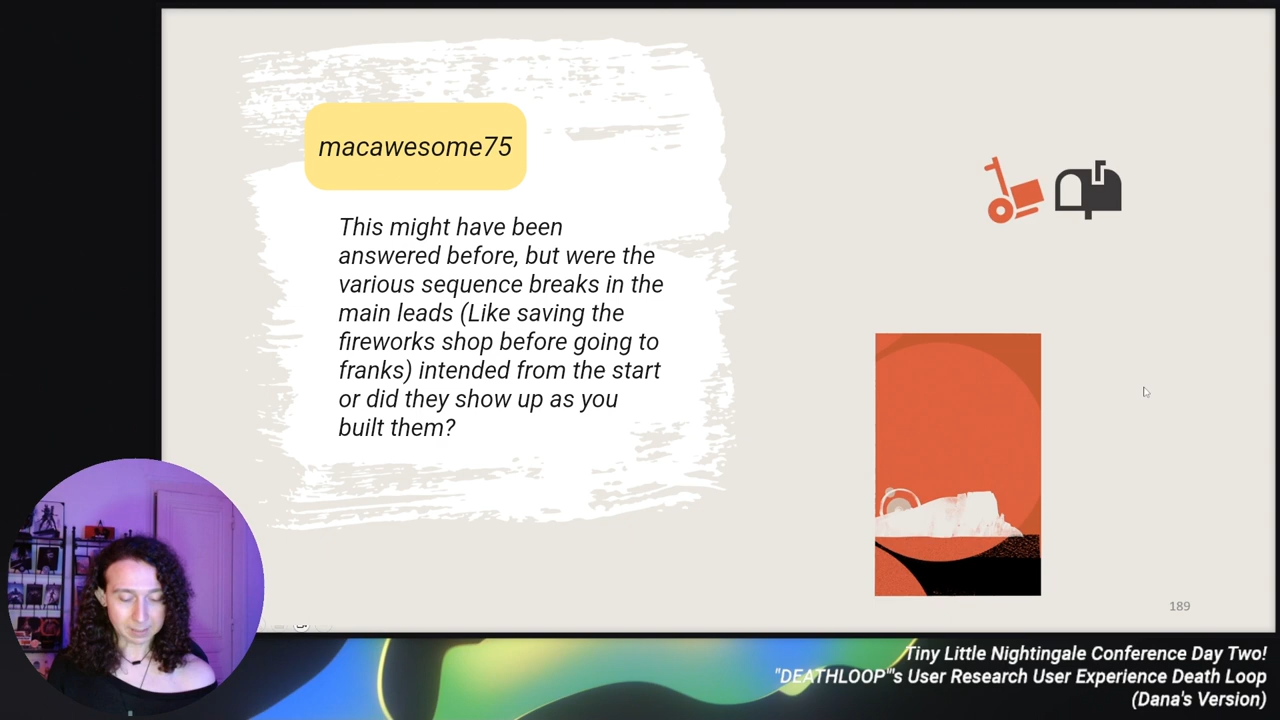 macawesome75
This might have been
answered before, but were the
various sequence breaks in the
main leads (Like saving the
fireworks shop before going to
franks) intended from the start
or did they show up as you
built them?
189
Tiny Little Nightingale Conference Day Two!
"DEATHLOOP"'s User Research User Experience Death Loop
(Dana's Version)